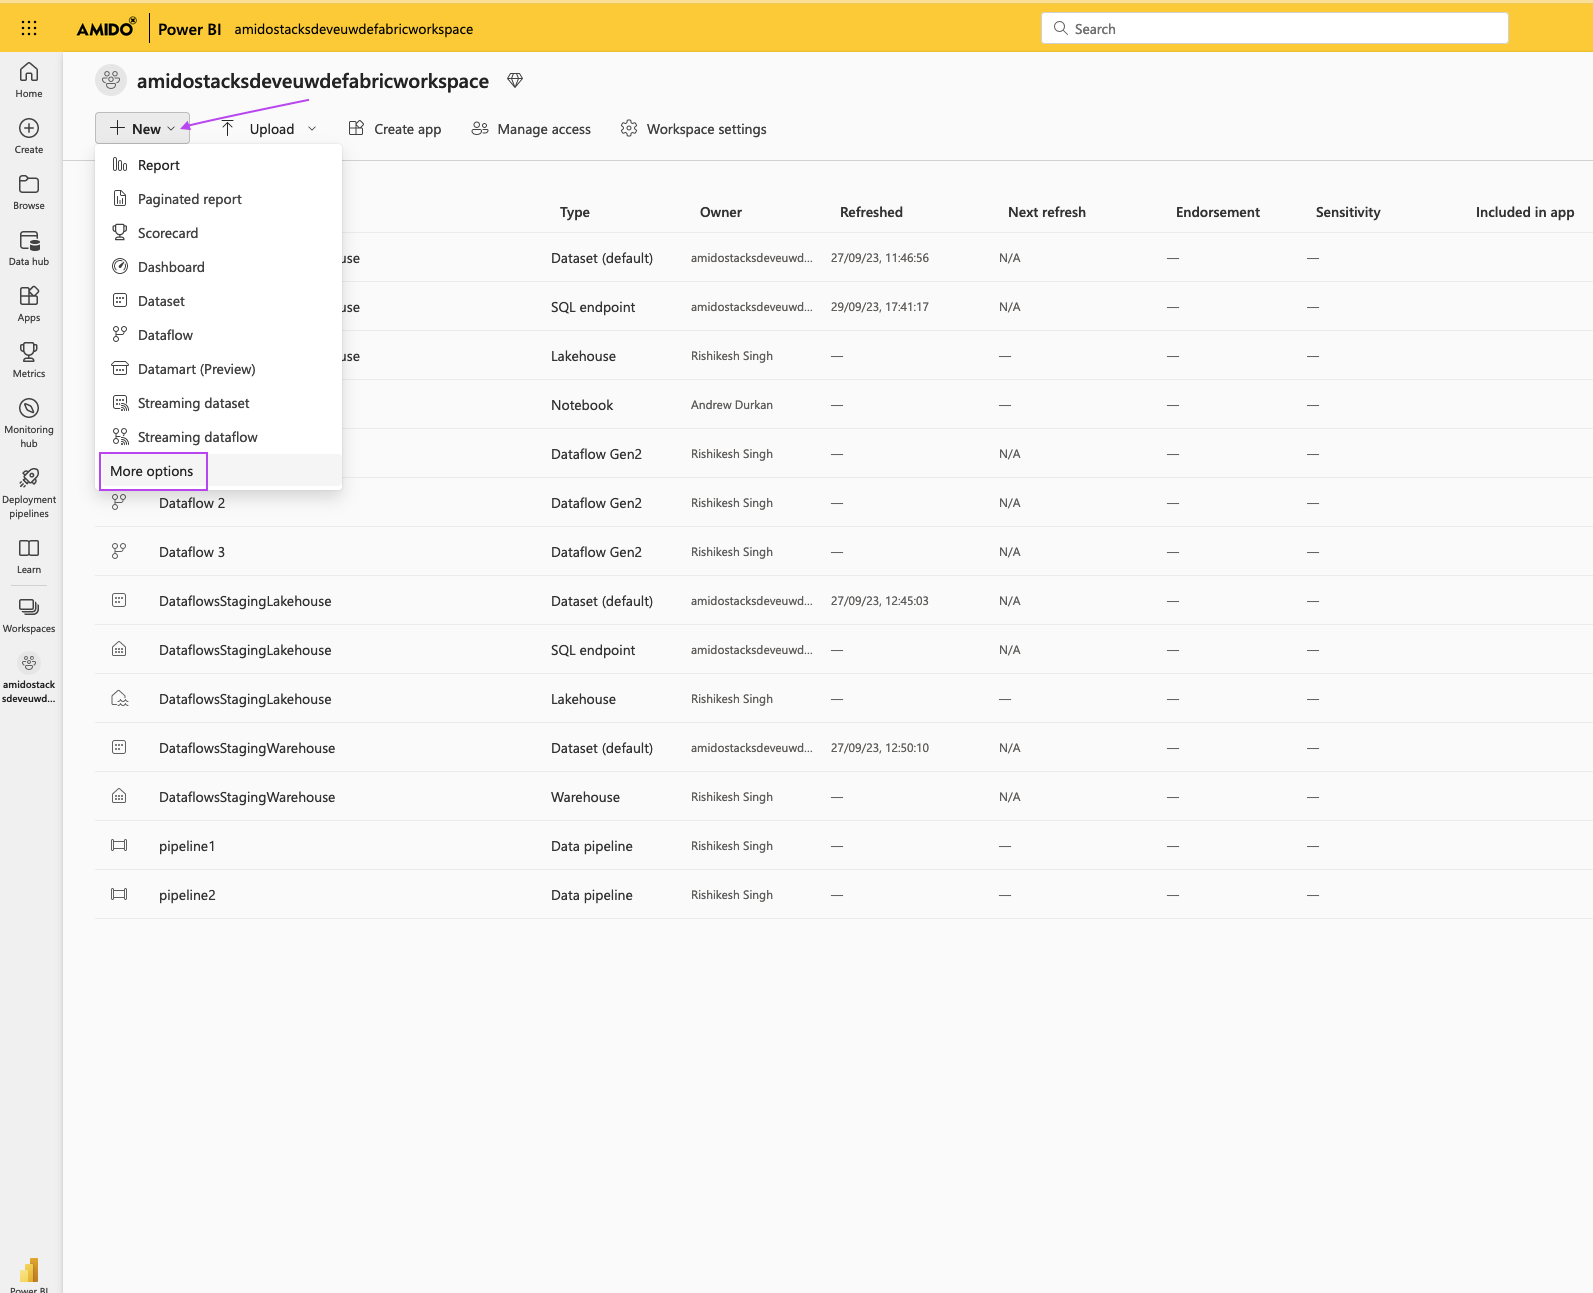 AMIDO Power BI amidostacksdeveuwdefabricworkspace Search
Home
Create
Browse
Data hub
Apps
Metrics
Monitoring
hub
Deployment
pipelines
Learn
Workspaces
amidostack
sdeveuwd...
Power BI
amidostacksdeveuwdefabricworkspace
New Upload Create app Manage access Workspace settings
Report
Paginated report
Scorecard
Dashboard
Dataset
Dataflow
Datamart (Preview)
Streaming dataset
Streaming dataflow
More options
Type Owner Refreshed Next refresh Endorsement Sensitivity Included in app
use Dataset (default) amidostacksdeveuwd... 27/09/23, 11:46:56 N/A — —
use SQL endpoint amidostacksdeveuwd... 29/09/23, 17:41:17 N/A — —
use Lakehouse Rishikesh Singh — — — —
Notebook Andrew Durkan — — — —
Dataflow Gen2 Rishikesh Singh — N/A — —
Dataflow 2 Dataflow Gen2 Rishikesh Singh — N/A — —
Dataflow 3 Dataflow Gen2 Rishikesh Singh — N/A — —
DataflowsStagingLakehouse Dataset (default) amidostacksdeveuwd... 27/09/23, 12:45:03 N/A — —
DataflowsStagingLakehouse SQL endpoint amidostacksdeveuwd... — N/A — —
DataflowsStagingLakehouse Lakehouse Rishikesh Singh — — — —
DataflowsStagingWarehouse Dataset (default) amidostacksdeveuwd... 27/09/23, 12:50:10 N/A — —
DataflowsStagingWarehouse Warehouse Rishikesh Singh — N/A — —
pipeline1 Data pipeline Rishikesh Singh — — — —
pipeline2 Data pipeline Rishikesh Singh — — — —